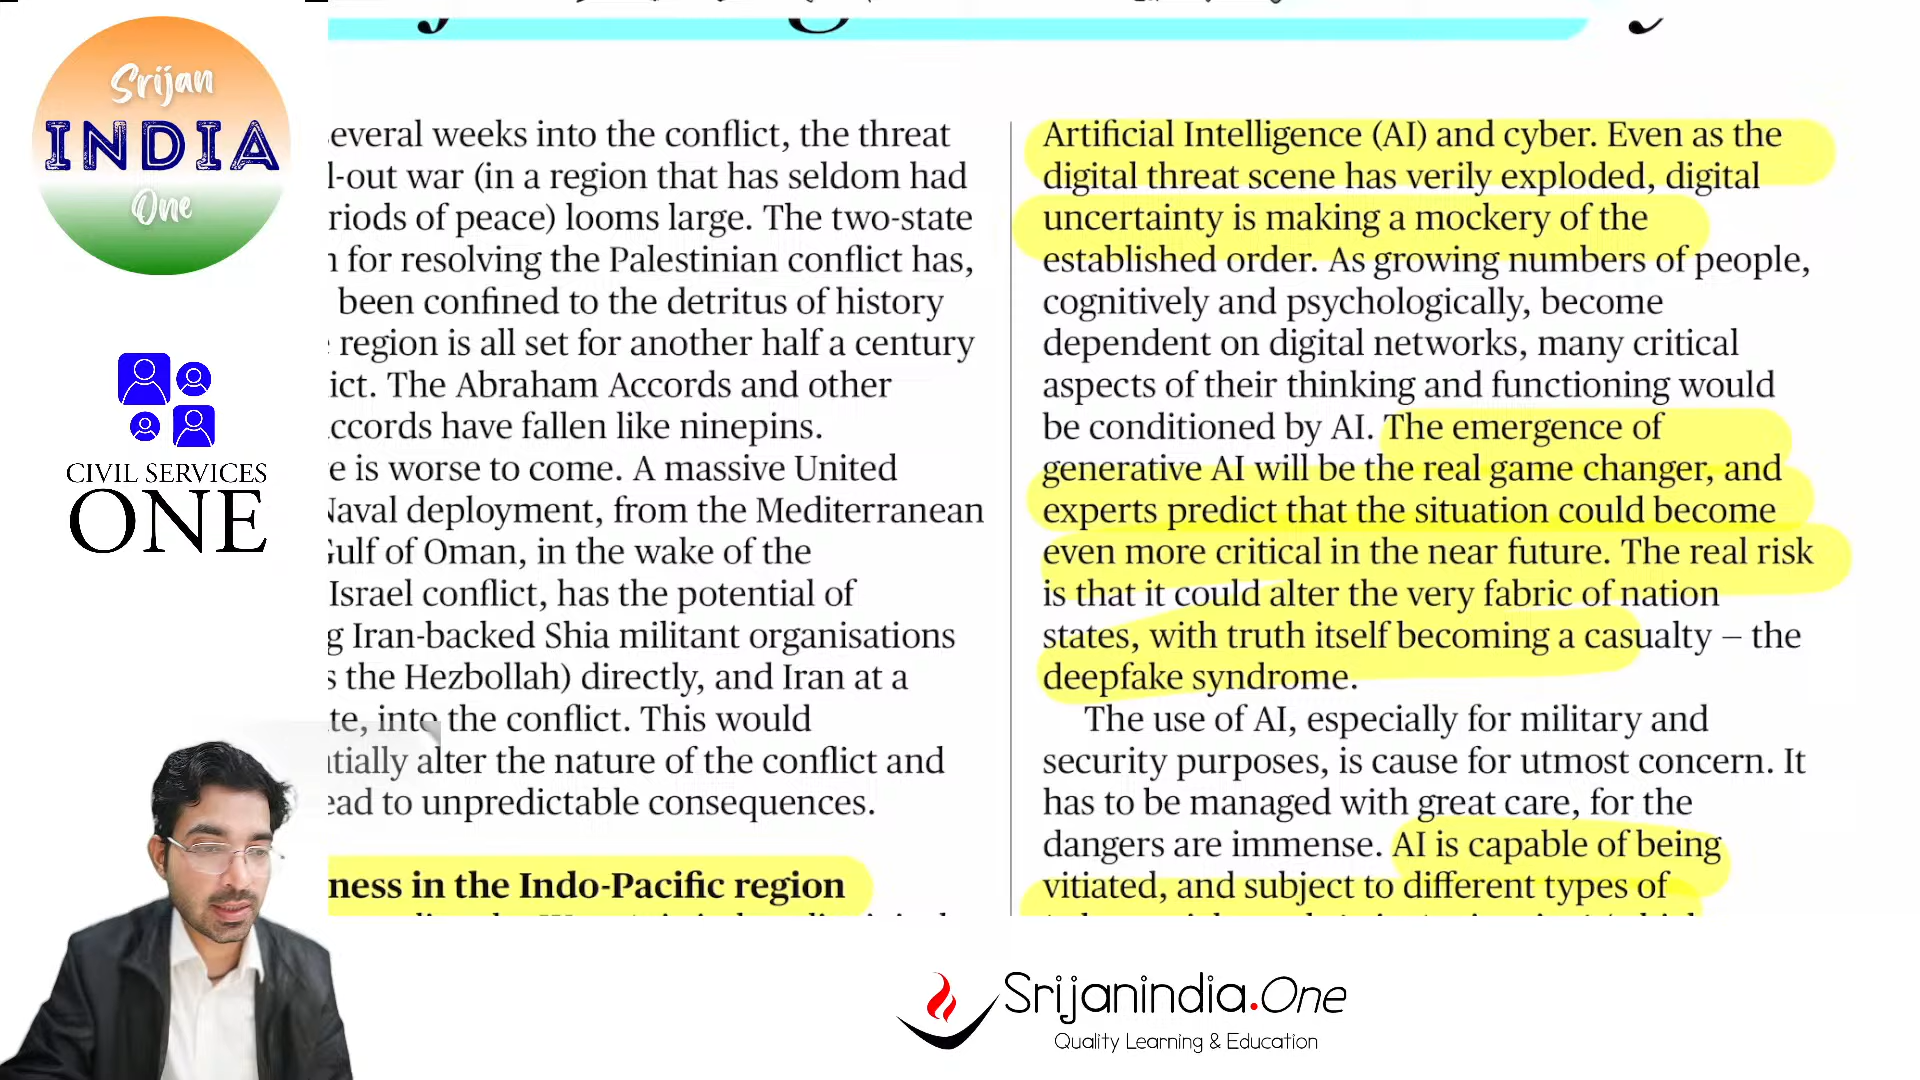 Srijan
INDIA
One
CIVIL SERVICES
ONE
everal weeks into the conflict, the threat
l-out war (in a region that has seldom had
riods of peace) looms large. The two-state
for resolving the Palestinian conflict has,
been confined to the detritus of history
region is all set for another half a century
ict. The Abraham Accords and other
ccords have fallen like ninepins.
e is worse to come. A massive United
Naval deployment, from the Mediterranean
Gulf of Oman, in the wake of the
Israel conflict, has the potential of
g Iran-backed Shia militant organisations
s the Hezbollah) directly, and Iran at a
te, into the conflict. This would
tially alter the nature of the conflict and
ead to unpredictable consequences.
ness in the Indo-Pacific region
Artificial Intelligence (AI) and cyber. Even as the
digital threat scene has verily exploded, digital
uncertainty is making a mockery of the
established order. As growing numbers of people,
cognitively and psychologically, become
dependent on digital networks, many critical
aspects of their thinking and functioning would
be conditioned by AI. The emergence of
generative AI will be the real game changer, and
experts predict that the situation could become
even more critical in the near future. The real risk
is that it could alter the very fabric of nation
states, with truth itself becoming a casualty – the
deepfake syndrome.
The use of AI, especially for military and
security purposes, is cause for utmost concern. It
has to be managed with great care, for the
dangers are immense. AI is capable of being
vitiated, and subject to different types of
Srijanindia.One
Quality Learning & Education